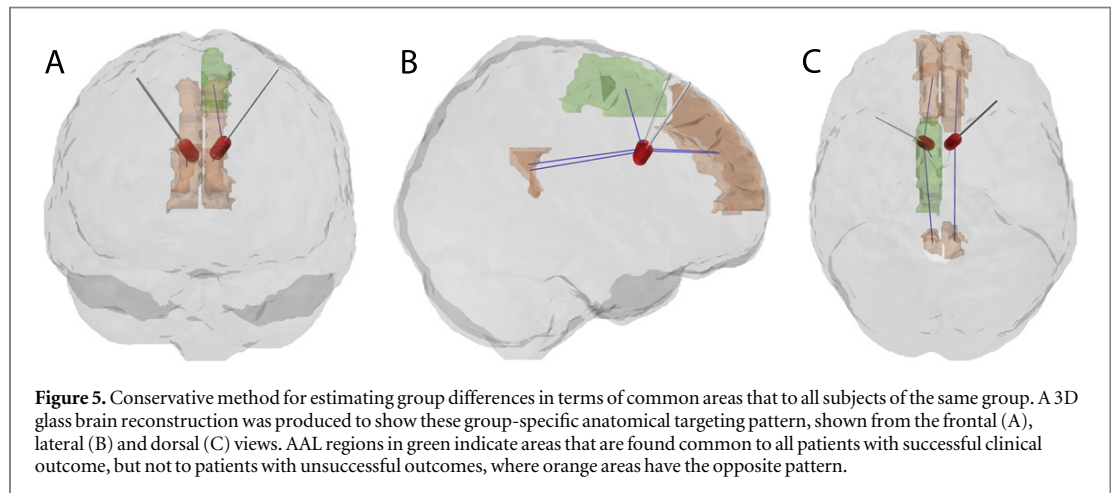 A
B
C
Figure 5. Conservative method for estimating group differences in terms of common areas that to all subjects of the same group. A 3D
glass brain reconstruction was produced to show these group-specific anatomical targeting pattern, shown from the frontal (A),
lateral (B) and dorsal (C) views. AAL regions in green indicate areas that are found common to all patients with successful clinical
outcome, but not to patients with unsuccessful outcomes, where orange areas have the opposite pattern.